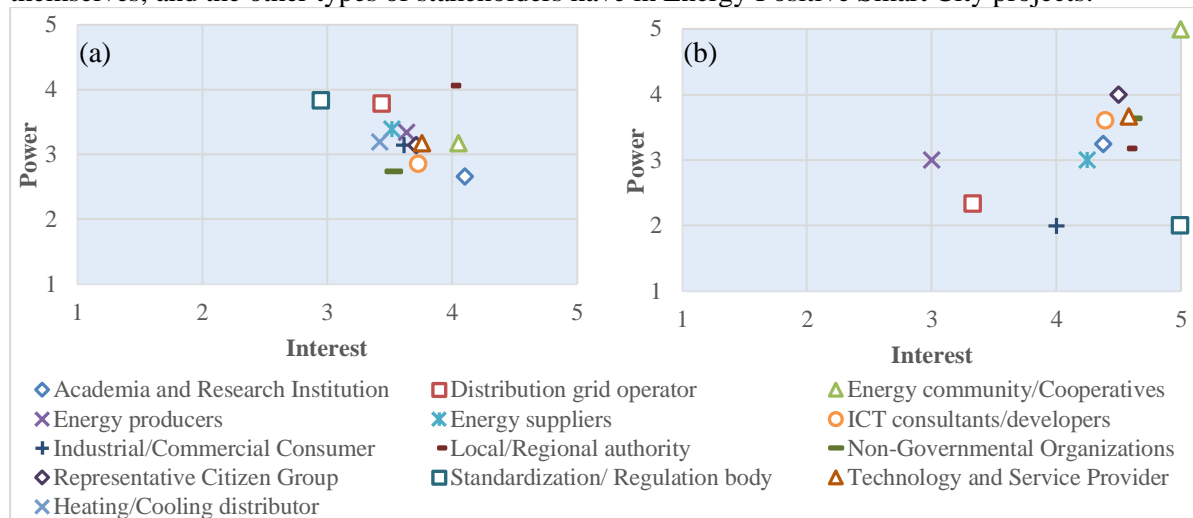 themselves, and the other types of stakeholders have in Energy Positive Smart City projects.
(a) (b)
5 5
4 4
3 3
2 2
1 1
Power Power
1 2 3 4 5 1 2 3 4 5
Interest Interest
Academia and Research Institution Distribution grid operator Energy community/Cooperatives
Energy producers Energy suppliers ICT consultants/developers
Industrial/Commercial Consumer Local/Regional authority Non-Governmental Organizations
Representative Citizen Group Standardization/ Regulation body Technology and Service Provider
Heating/Cooling distributor